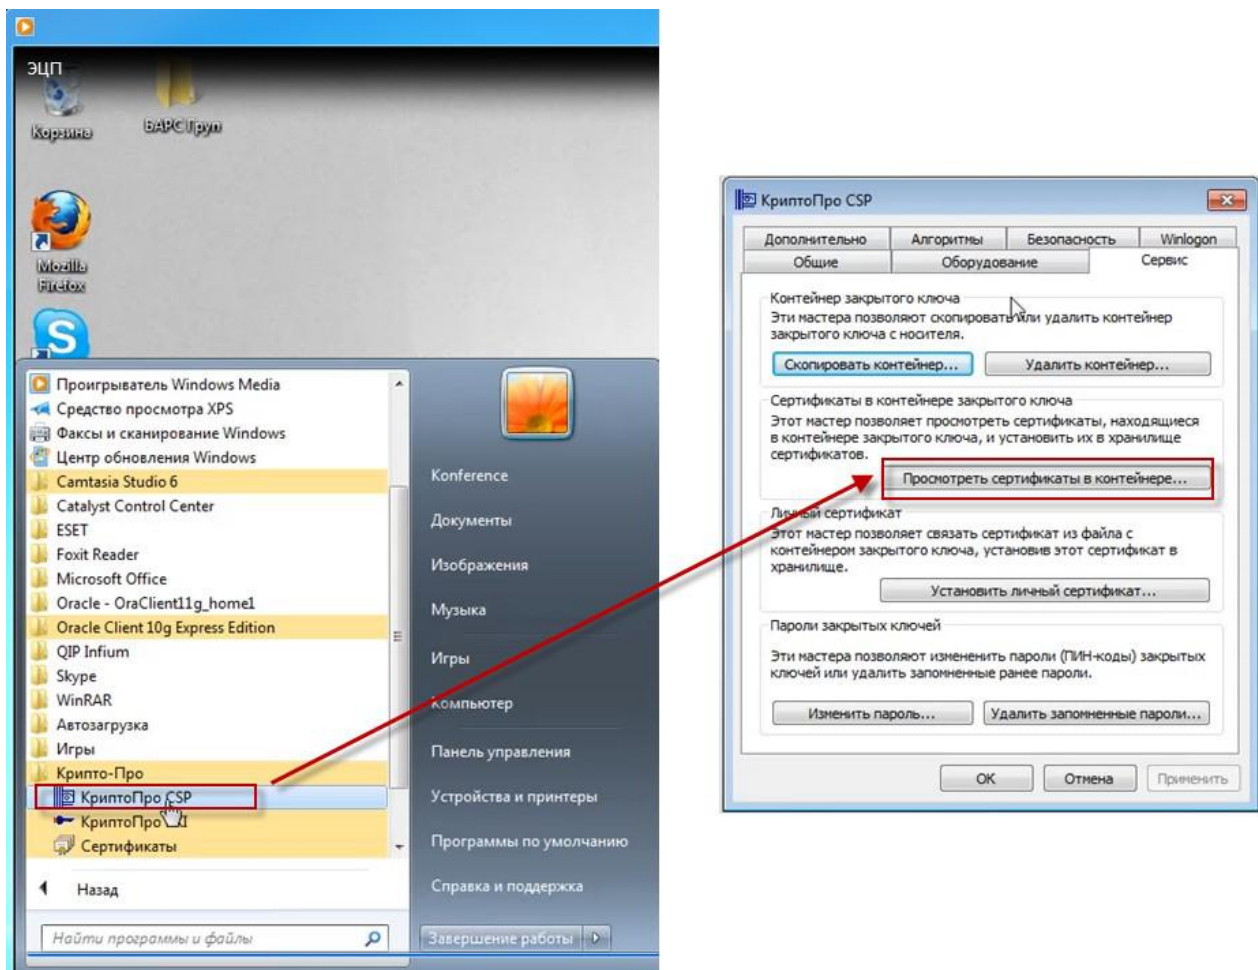 ЭЦП
Корзина
БАРС Груп
Mozilla
Firefox
Проигрыватель Windows Media
Средство просмотра XPS
Факсы и сканирование Windows
Центр обновления Windows
Camtasia Studio 6
Catalyst Control Center
ESET
Foxit Reader
Microsoft Office
Oracle - OraClient11g_home1
Oracle Client 10g Express Edition
QIP Infium
Skype
WinRAR
Автозагрузка
Игры
Крипто-Про
КриптоПро CSP
КриптоПро
Сертификаты
Назад
Найти программы и файлы
Konference
Документы
Изображения
Музыка
Игры
Компьютер
Панель управления
Устройства и принтеры
Программы по умолчанию
Справка и поддержка
Завершение работы
КриптоПро CSP
Дополнительно Алгоритмы Безопасность Winlogon
Общие Оборудование Сервис
Контейнер закрытого ключа
Эти мастера позволяют скопировать или удалить контейнер
закрытого ключа с носителя.
Скопировать контейнер... Удалить контейнер...
Сертификаты в контейнере закрытого ключа
Этот мастер позволяет просмотреть сертификаты, находящиеся
в контейнере закрытого ключа, и установить их в хранилище
сертификатов.
Просмотреть сертификаты в контейнере...
Личный сертификат
Этот мастер позволяет связать сертификат из файла с
контейнером закрытого ключа, установив этот сертификат в
хранилище.
Установить личный сертификат...
Пароли закрытых ключей
Эти мастера позволяют измененить пароли (ПИН-коды) закрытых
ключей или удалить запомненные ранее пароли.
Изменить пароль... Удалить запомненные пароли...
ОК Отмена Применить